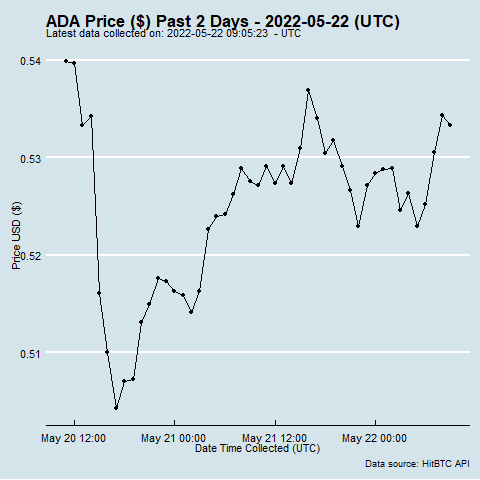 ADA Price ($) Past 2 Days - 2022-05-22 (UTC)
Latest data collected on: 2022-05-22 09:05:23  - UTC
0.54
0.53
0.52
0.51
Price USD ($)
May 20 12:00
May 21 00:00
May 21 12:00
May 22 00:00
Date Time Collected (UTC)
Data source: HitBTC API